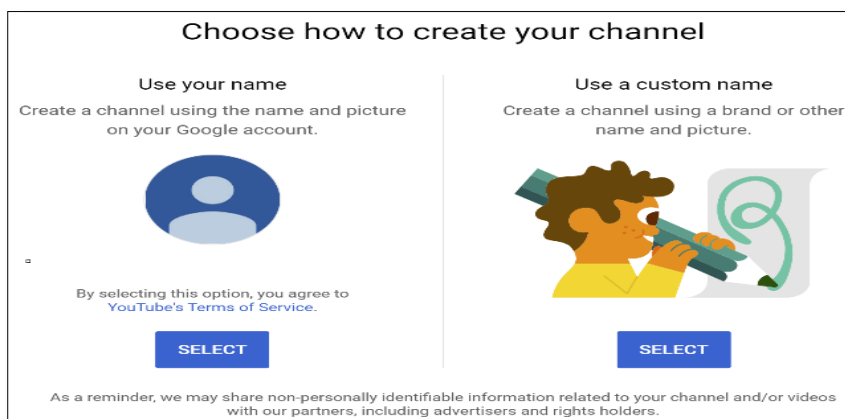 Choose how to create your channel
Use your name
Create a channel using the name and picture
on your Google account.
By selecting this option, you agree to
YouTube's Terms of Service.
SELECT
Use a custom name
Create a channel using a brand or other
name and picture.
SELECT
As a reminder, we may share non-personally identifiable information related to your channel and/or videos
with our partners, including advertisers and rights holders.